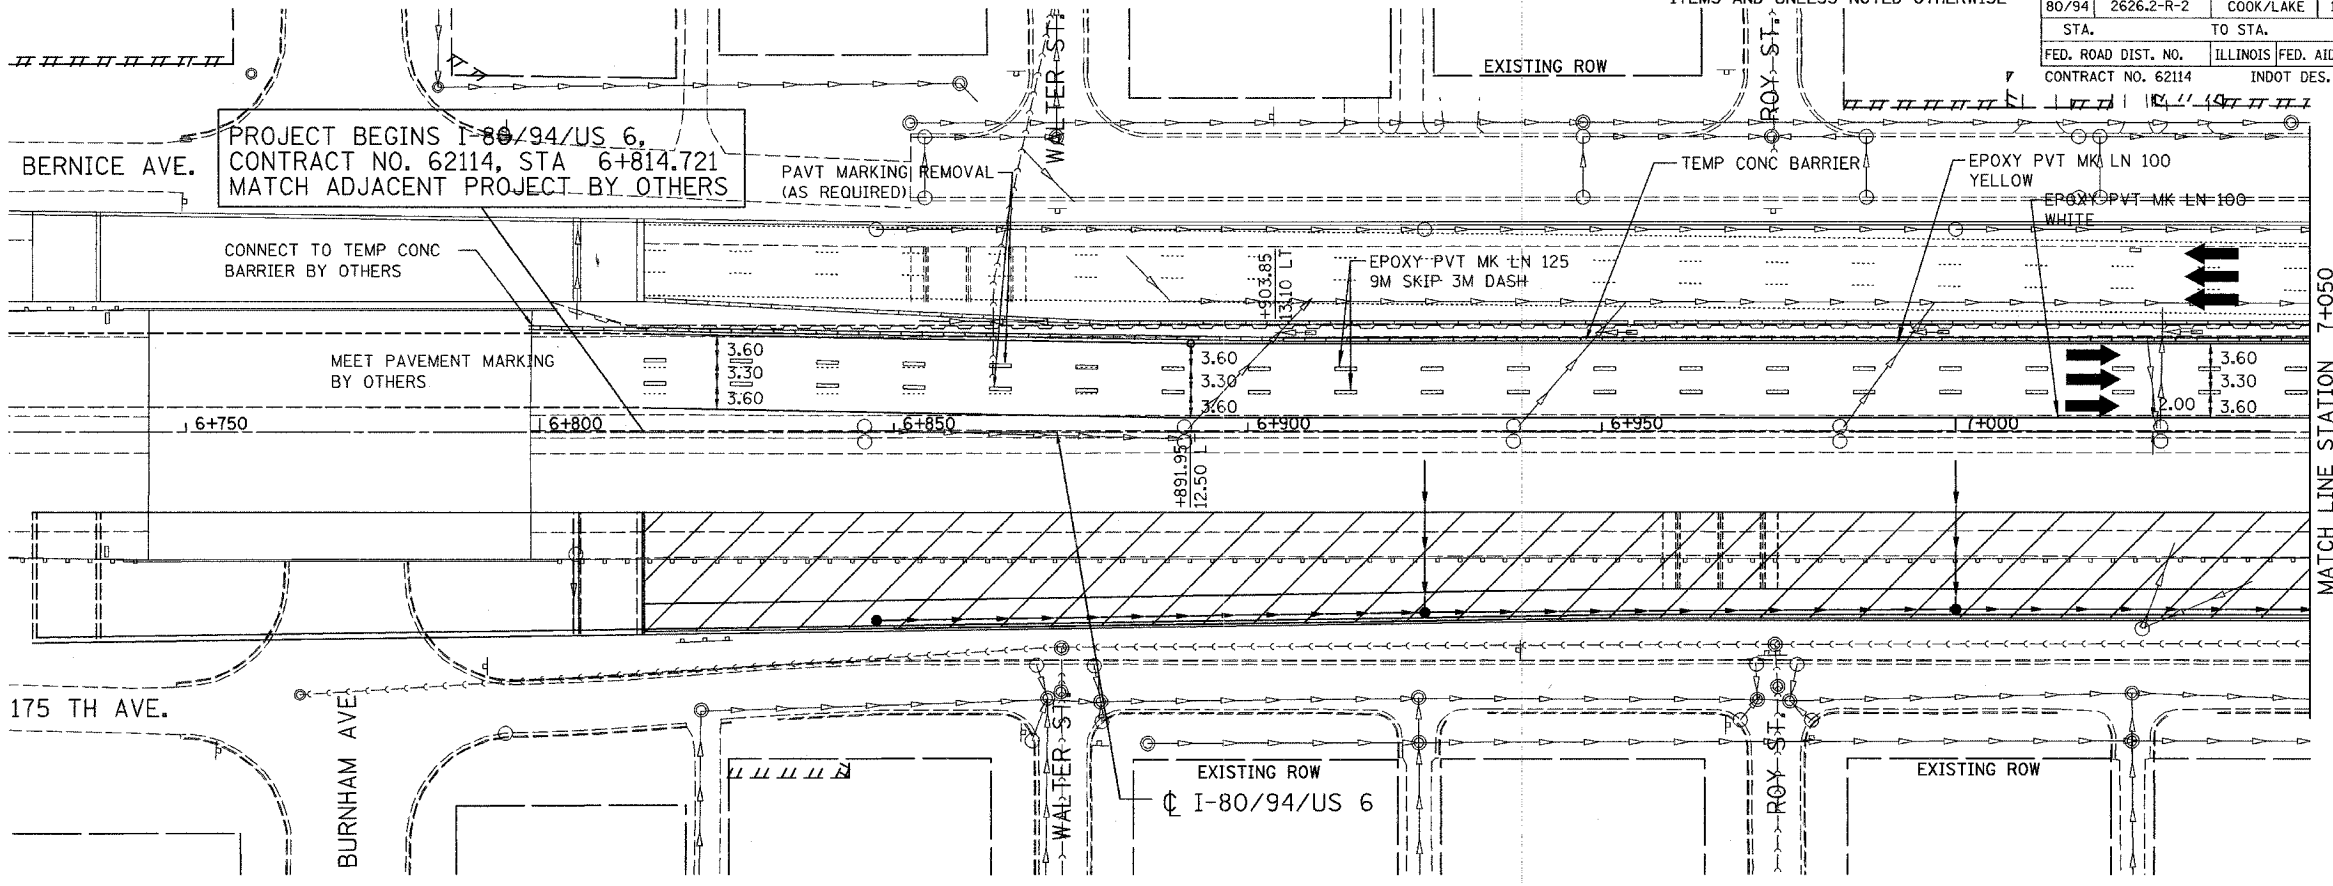 ITEMS AND UNLESS NOTED OTHERWISE
80/94 2626.2-R-2 COOK/LAKE
STA. TO STA.
FED. ROAD DIST. NO. ILLINOIS FED. AID
CONTRACT NO. 62114 INDOT DES.
WALTER ST.
EXISTING ROW
ROY ST.
PROJECT BEGINS I-80/94/US 6,
CONTRACT NO. 62114, STA 6+814.721
MATCH ADJACENT PROJECT BY OTHERS
BERNICE AVE.
PAVT MARKING REMOVAL
(AS REQUIRED)
TEMP CONC BARRIER
EPOXY PVT MK LN 100
YELLOW
EPOXY PVT MK LN 100
WHITE
CONNECT TO TEMP CONC
BARRIER BY OTHERS
+903.85
13.10 LT
EPOXY PVT MK LN 125
9M SKIP 3M DASH
MEET PAVEMENT MARKING
BY OTHERS
3.60
3.30
3.60
3.60
3.30
3.60
3.60
3.30
3.60
2.00
6+750
6+800
6+850
6+900
6+950
7+000
MATCH LINE STATION 7+050
+891.95
12.50 L
175 TH AVE.
BURNHAM AVE
WALTER ST.
EXISTING ROW
ROY ST.
EXISTING ROW
℄ I-80/94/US 6